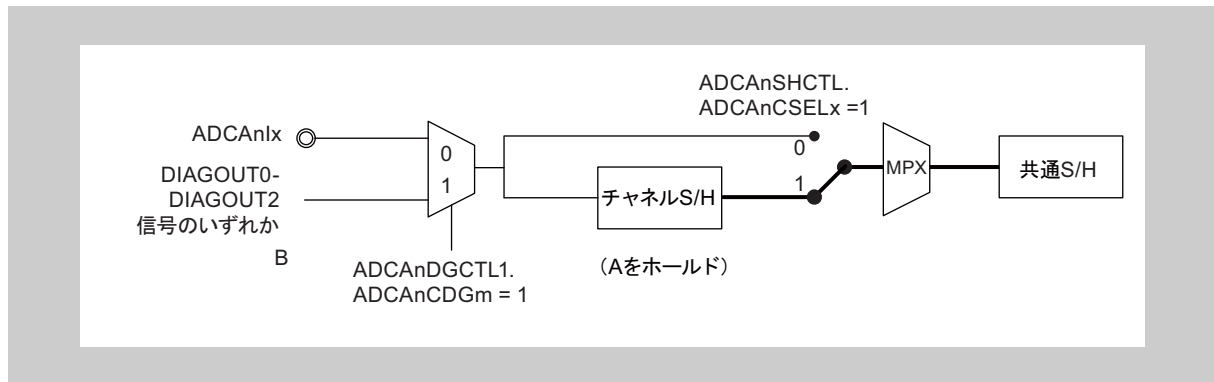 ADCAnSHCTL.
ADCAnCSELx =1
ADCAnIx
0
1
DIAGOUT0-
DIAGOUT2
信号のいずれか
B
ADCAnDGCTL1.
ADCAnCDGm = 1
チャネルS/H
(Aをホールド)
0
1
MPX
共通S/H